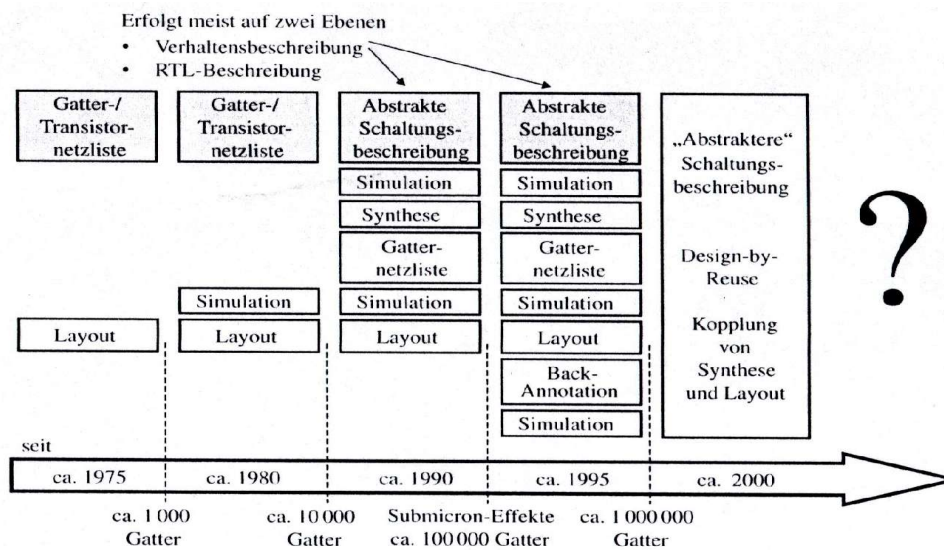 Erfolgt meist auf zwei Ebenen
• Verhaltensbeschreibung
• RTL-Beschreibung
Gatter-/
Transistor-
netzliste
Layout
Gatter-/
Transistor-
netzliste
Simulation
Layout
Abstrakte
Schaltungs-
beschreibung
Simulation
Synthese
Gatter-
netzliste
Simulation
Layout
Abstrakte
Schaltungs-
beschreibung
Simulation
Synthese
Gatter-
netzliste
Simulation
Layout
Back-
Annotation
Simulation
„Abstraktere“
Schaltungs-
beschreibung
Design-by-
Reuse
Kopplung
von
Synthese
und Layout
?
seit
ca. 1975
ca. 1980
ca. 1990
ca. 1995
ca. 2000
ca. 1 000
Gatter
ca. 10 000
Gatter
Submicron-Effekte
ca. 100 000 Gatter
ca. 1 000 000
Gatter